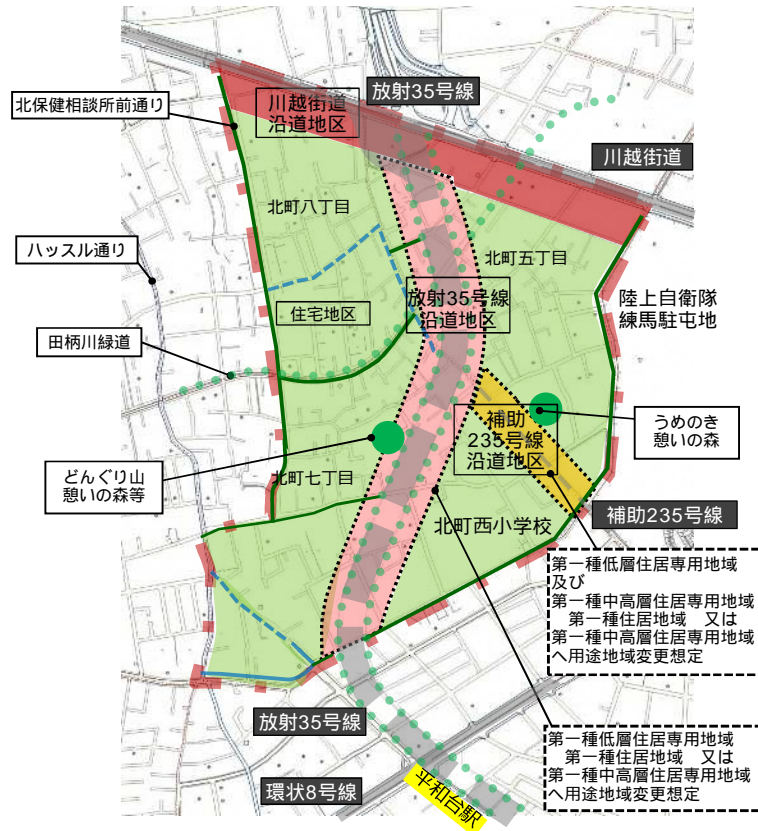 放射35号線
北保健相談所前通り
川越街道
沿道地区
川越街道
北町八丁目
ハッスル通り
北町五丁目
陸上自衛隊
練馬駐屯地
放射35号線
沿道地区
住宅地区
田柄川緑道
補助
235号線
沿道地区
うめのき
憩いの森
どんぐり山
憩いの森等
北町七丁目
補助235号線
北町西小学校
第一種低層住居専用地域
及び
第一種中高層住居専用地域
第一種住居地域 又は
第一種中高層住居専用地域
へ用途地域変更想定
放射35号線
第一種低層住居専用地域
第一種住居地域 又は
第一種中高層住居専用地域
へ用途地域変更想定
環状8号線
平和台駅